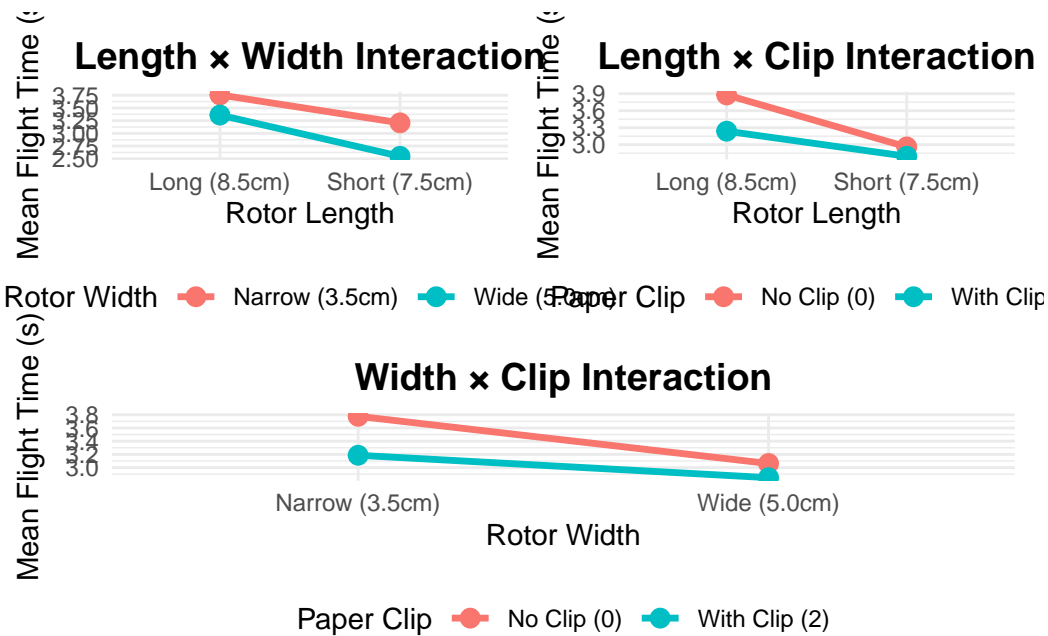 Length × Width Interaction
Mean Flight Time (s
3.75
3.50
3.25
3.00
2.75
2.50
Long (8.5cm) Short (7.5cm)
Rotor Length
Rotor Width Narrow (3.5cm) Wide (5.0cm)
Length × Clip Interaction
Mean Flight Time (s
3.9
3.6
3.3
3.0
Long (8.5cm) Short (7.5cm)
Rotor Length
Paper Clip No Clip (0) With Clip
Width × Clip Interaction
Mean Flight Time (s)
3.8
3.6
3.4
3.2
3.0
Narrow (3.5cm) Wide (5.0cm)
Rotor Width
Paper Clip No Clip (0) With Clip (2)